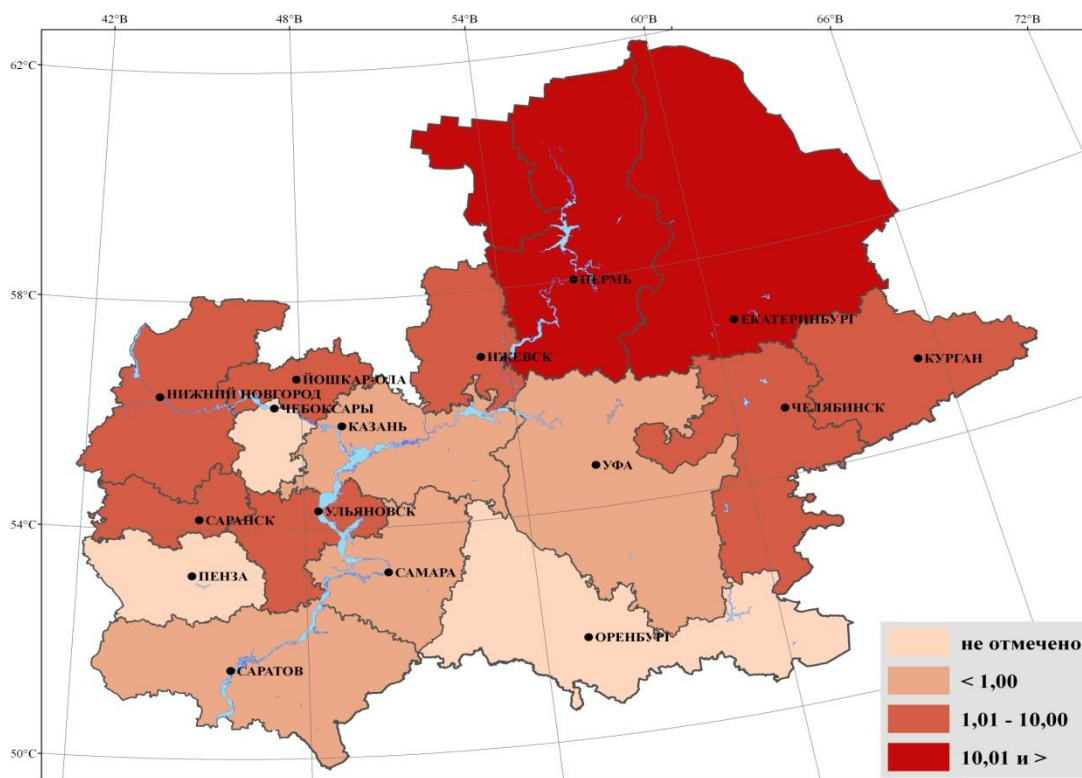 42°В 48°В 54°В 60°В 66°В 72°В
62°С
58°С
54°С
50°С
ПЕРМЬ
ЕКАТЕРИНБУРГ
ИЖЕВСК
КУРГАН
ЙОШКАР-ОЛА
НИЖНИЙ НОВГОРОД
ЧЕБОКСАРЫ
ЧЕЛЯБИНСК
КАЗАНЬ
УФА
УЛЬЯНОВСК
САРАНСК
САМАРА
ПЕНЗА
ОРЕНБУРГ
САРАТОВ
не отмечено
< 1,00
1,01 - 10,00
10,01 и >